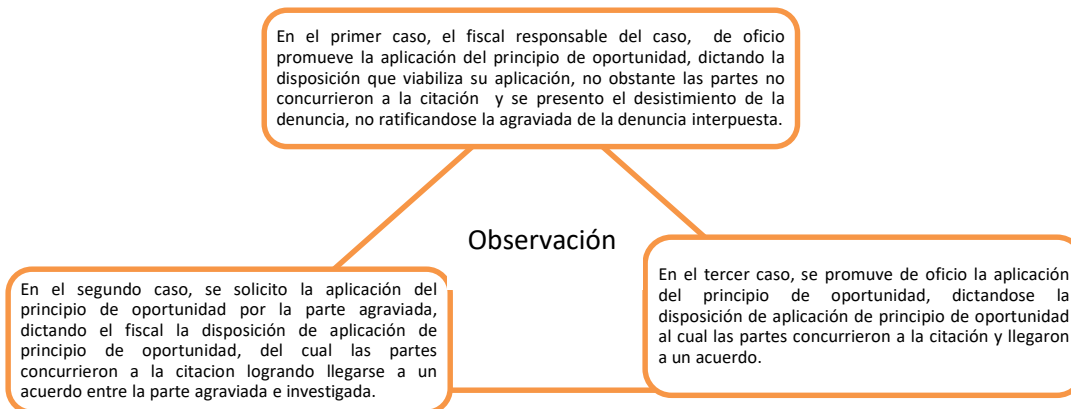 En el primer caso, el fiscal responsable del caso, de oficio
promueve la aplicación del principio de oportunidad, dictando la
disposición que viabiliza su aplicación, no obstante las partes no
concurrieron a la citación y se presento el desistimiento de la
denuncia, no ratificandose la agraviada de la denuncia interpuesta.
Observación
En el segundo caso, se solicito la aplicación del
principio de oportunidad por la parte agraviada,
dictando el fiscal la disposición de aplicación de
principio de oportunidad, del cual las partes
concurrieron a la citacion logrando llegarse a un
acuerdo entre la parte agraviada e investigada.
En el tercer caso, se promuve de oficio la aplicación
del principio de oportunidad, dictandose la
disposición de aplicación de principio de oportunidad
al cual las partes concurrieron a la citación y llegaron
a un acuerdo.